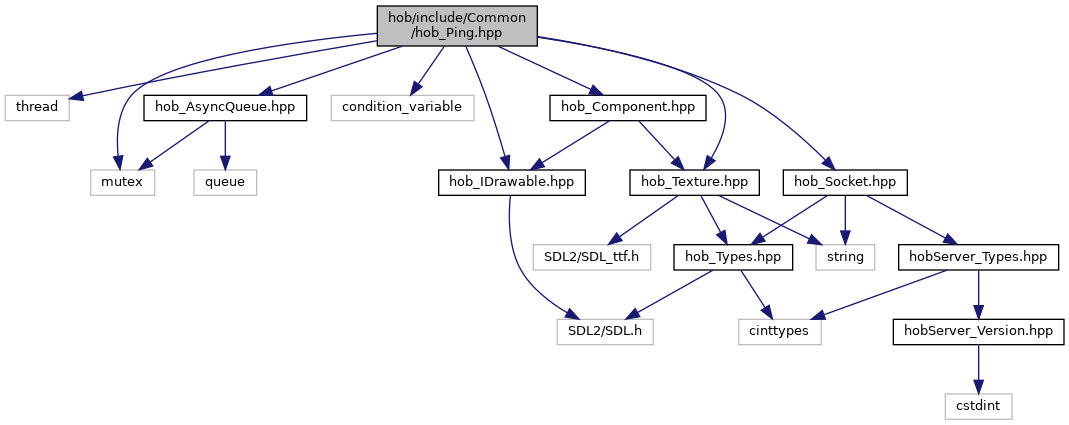 hob/include/Common
/hob_Ping.hpp
thread
hob_AsyncQueue.hpp
condition_variable
hob_Component.hpp
mutex
queue
hob_IDrawable.hpp
hob_Texture.hpp
hob_Socket.hpp
SDL2/SDL_ttf.h
hob_Types.hpp
string
hobServer_Types.hpp
SDL2/SDL.h
cinttypes
hobServer_Version.hpp
cstdint